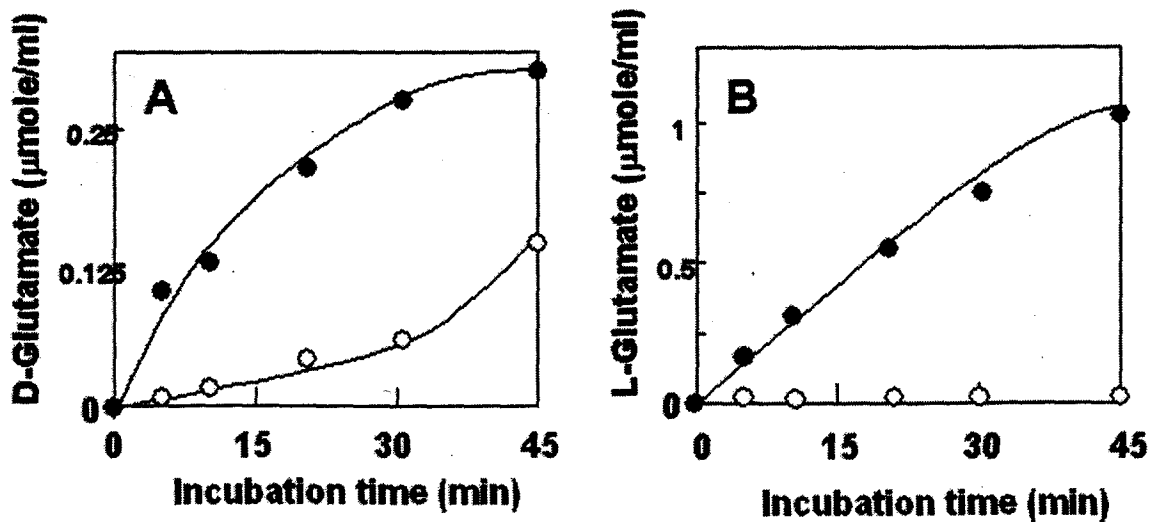 A
D-Glutamate (μmole/ml)
0.25
0.125
0
0 15 30 45
Incubation time (min)
B
L-Glutamate (μmole/ml)
1
0.5
0
0 15 30 45
Incubation time (min)